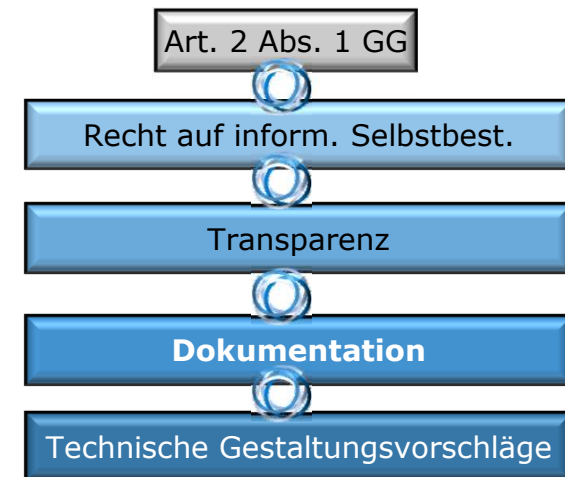 Art. 2 Abs. 1 GG
Recht auf inform. Selbstbest.
Transparenz
Dokumentation
Technische Gestaltungsvorschläge